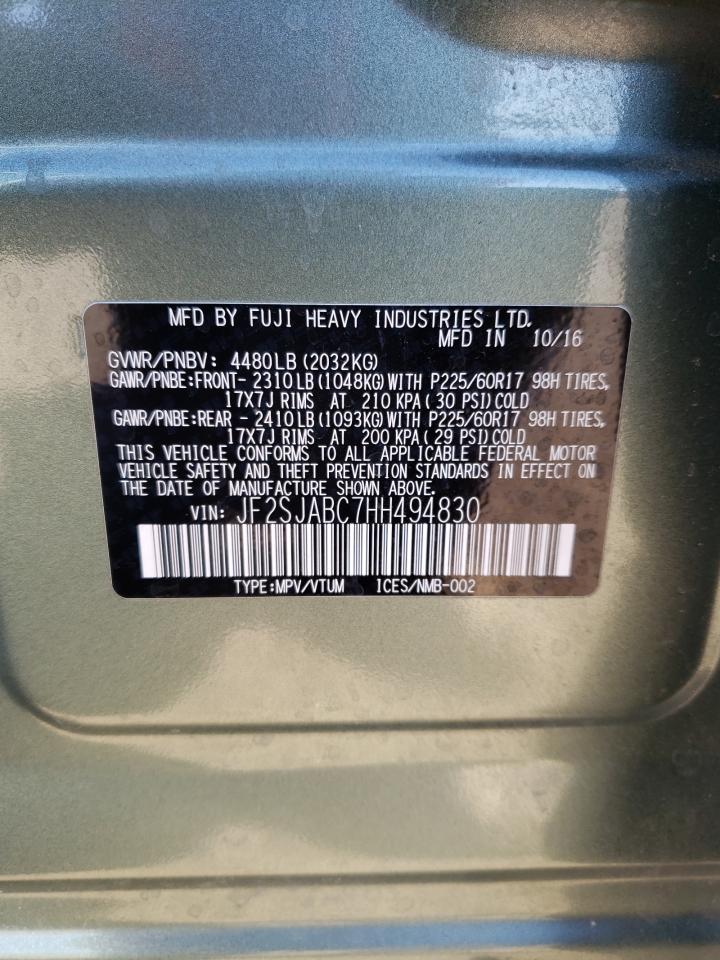 MFD BY FUJI HEAVY INDUSTRIES LTD.
MFD IN 10/16
GVWR/PNBV: 4480LB (2032KG)
GAWR/PNBE:FRONT- 2310LB (1048KG)WITH P225/60R17 98H TIRES,
17X7J RIMS AT 210 KPA ( 30 PSI)COLD
GAWR/PNBE:REAR - 2410LB (1093KG)WITH P225/60R17 98H TIRES,
17X7J RIMS AT 200 KPA ( 29 PSI)COLD
THIS VEHICLE CONFORMS TO ALL APPLICABLE FEDERAL MOTOR
VEHICLE SAFETY AND THEFT PREVENTION STANDARDS IN EFFECT ON
THE DATE OF MANUFACTURE SHOWN ABOVE.
VIN: JF2SJABC7HH494830
TYPE:MPV/VTUM ICES/NMB-002